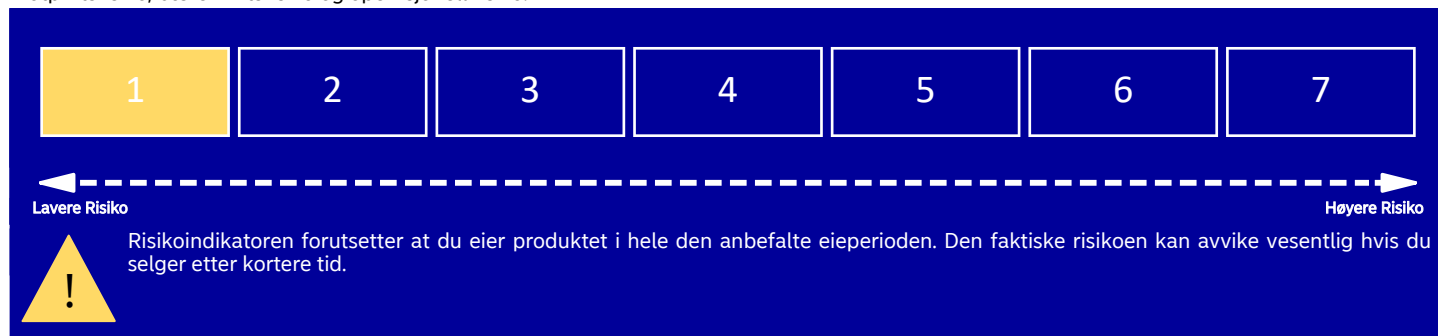 1 2 3 4 5 6 7
Lavere Risiko Høyere Risiko
Risikoindikatoren forutsetter at du eier produktet i hele den anbefalte eieperioden. Den faktiske risikoen kan avvike vesentlig hvis du
selger etter kortere tid.
!